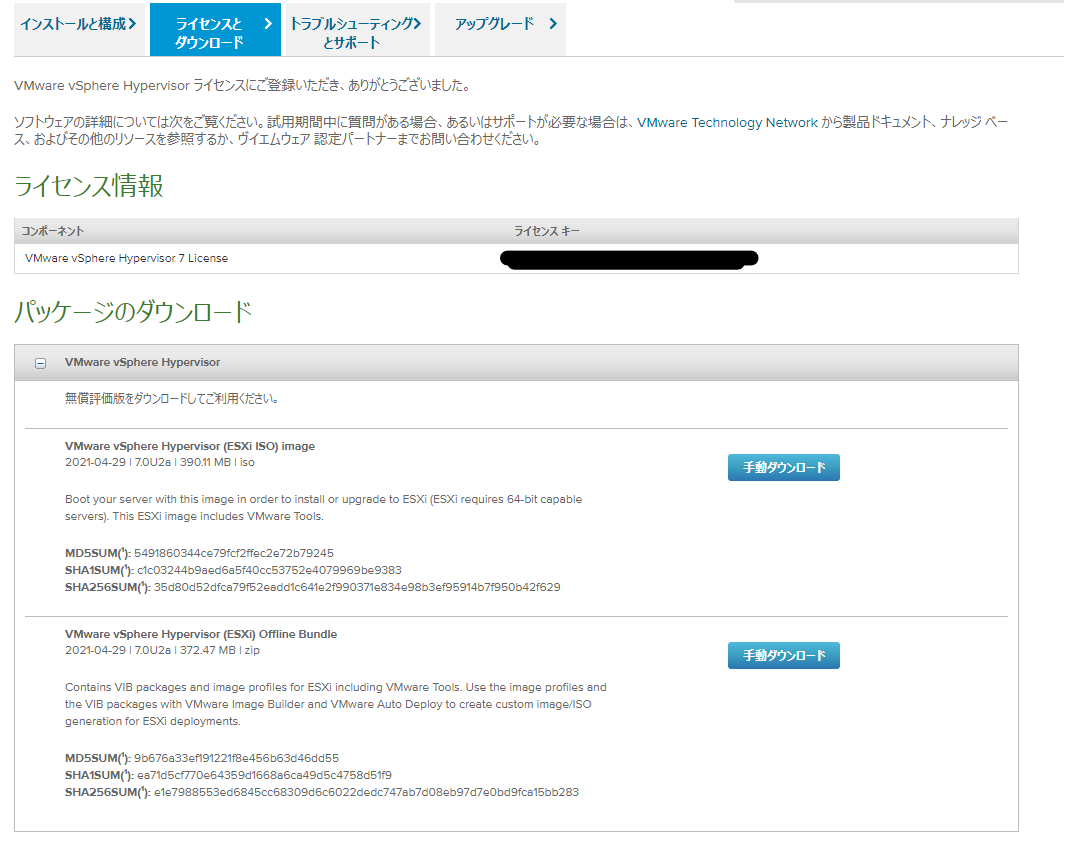 インストールと構成
ライセンスと
ダウンロード
トラブルシューティング
とサポート
アップグレード
VMware vSphere Hypervisor ライセンスにご登録いただき、ありがとうございました。
ソフトウェアの詳細については次をご覧ください。試用期間中に質問がある場合、あるいはサポートが必要な場合は、VMware Technology Network から製品ドキュメント、ナレッジ ベー
ス、およびその他のリソースを参照するか、ヴイエムウェア 認定パートナーまでお問い合わせください。
ライセンス情報
コンポーネント ライセンス キー
VMware vSphere Hypervisor 7 License
パッケージのダウンロード
VMware vSphere Hypervisor
無償評価版をダウンロードしてご利用ください。
VMware vSphere Hypervisor (ESXi ISO) image
2021-04-29 | 7.0U2a | 390.11 MB | iso
手動ダウンロード
Boot your server with this image in order to install or upgrade to ESXi (ESXi requires 64-bit capable
servers). This ESXi image includes VMware Tools.
MD5SUM(¹): 5491860344ce79fcf2ffec2e72b79245
SHA1SUM(¹): c1c03244b9aed6a5f40cc53752e4079969be9383
SHA256SUM(¹): 35d80d52dfca79f52eadd1c641e2f990371e834e98b3ef95914b7f950b42f629
VMware vSphere Hypervisor (ESXi) Offline Bundle
2021-04-29 | 7.0U2a | 372.47 MB | zip
手動ダウンロード
Contains VIB packages and image profiles for ESXi including VMware Tools. Use the image profiles and
the VIB packages with VMware Image Builder and VMware Auto Deploy to create custom image/ISO
generation for ESXi deployments.
MD5SUM(¹): 9b676a33ef191221f8e456b63d46dd55
SHA1SUM(¹): ea71d5cf770e64359d1668a6ca49d5c4758d51f9
SHA256SUM(¹): e1e7988553ed6845cc68309d6c6022dedc747ab7d08eb97d7e0bd9fca15bb283